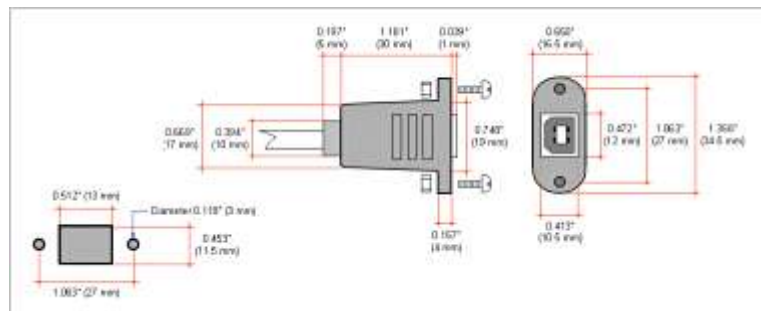 0.197"
(5 mm)
1.181"
(30 mm)
0.039"
(1 mm)
0.650"
(16.5 mm)
0.669"
(17 mm)
0.394"
(10 mm)
0.748"
(19 mm)
0.472"
(12 mm)
1.063"
(27 mm)
(34.5 mm)
0.157"
(4 mm)
0.413"
(10.5 mm)
0.512" (13 mm)
Diameter 0.118" (3 mm)
0.453"
(11.5 mm)
1.063" (27 mm)